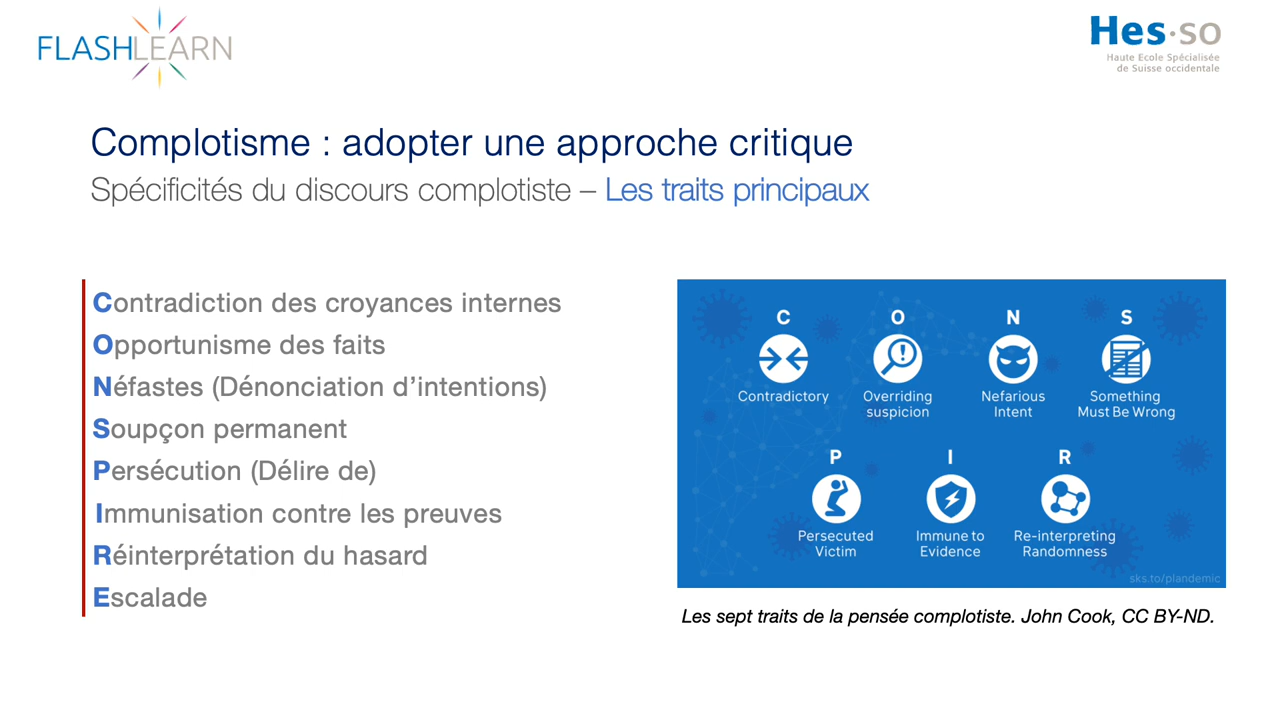 FLASHLEARN
Hes·so
Haute Ecole Spécialisée
de Suisse occidentale
Complotisme : adopter une approche critique
Spécificités du discours complotiste – Les traits principaux
Contradiction des croyances internes
Opportunisme des faits
Néfastes (Dénonciation d’intentions)
Soupçon permanent
Persécution (Délire de)
Immunisation contre les preuves
Réinterprétation du hasard
Escalade
C O N S
Contradictory Overriding Nefarious Something
suspicion Intent Must Be Wrong
P I R
Persecuted Immune to Re-interpreting
Victim Evidence Randomness
sks.to/plandemic
Les sept traits de la pensée complotiste. John Cook, CC BY-ND.